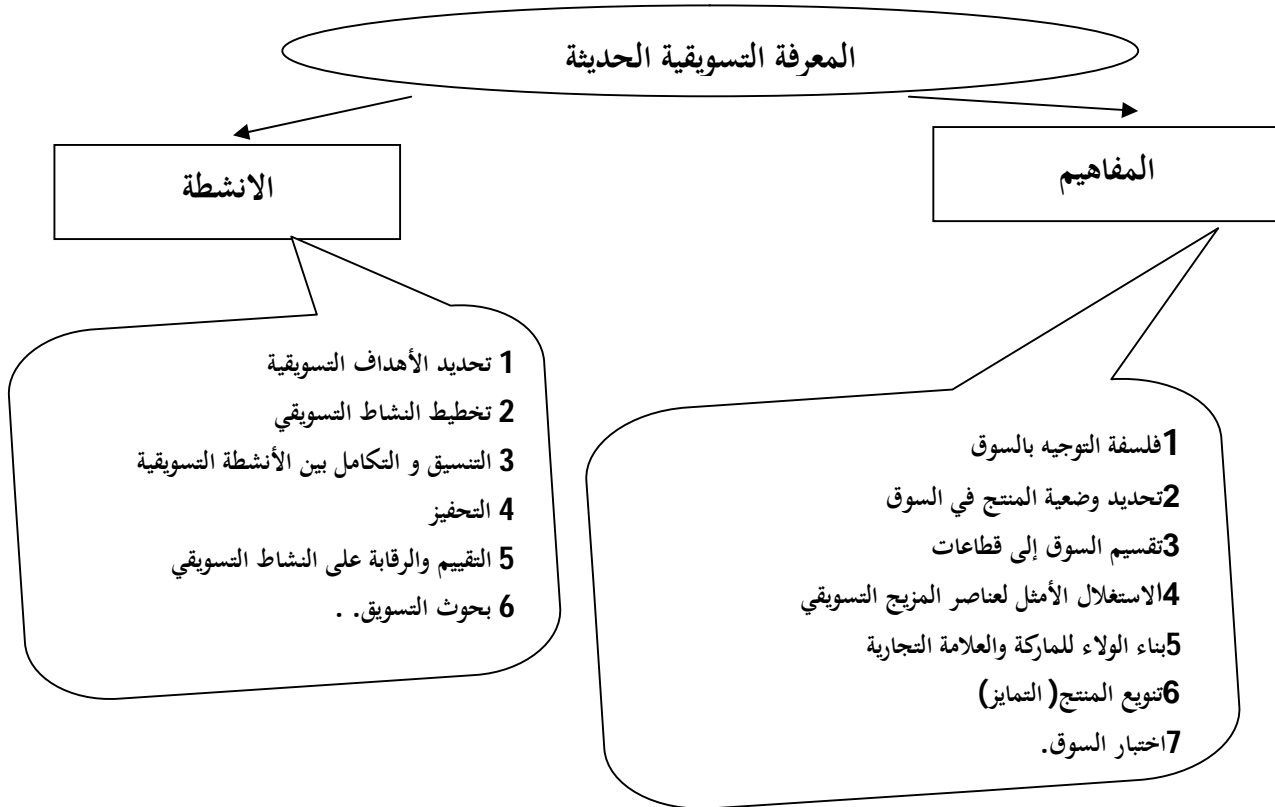 المعرفة التسويقية الحديثة
المفاهيم
الانشطة
1فلسفة التوجيه بالسوق
2تحديد وضعية المنتج في السوق
3تقسيم السوق إلى قطاعات
4الاستغلال الأمثل لعناصر المزيج التسويقي
5بناء الولاء للماركة والعلامة التجارية
6تنويع المنتج( التمايز)
7اختبار السوق.
1 تحديد الأهداف التسويقية
2 تخطيط النشاط التسويقي
3 التنسيق و التكامل بين الأنشطة التسويقية
4 التحفيز
5 التقييم والرقابة على النشاط التسويقي
6 بحوث التسويق. .